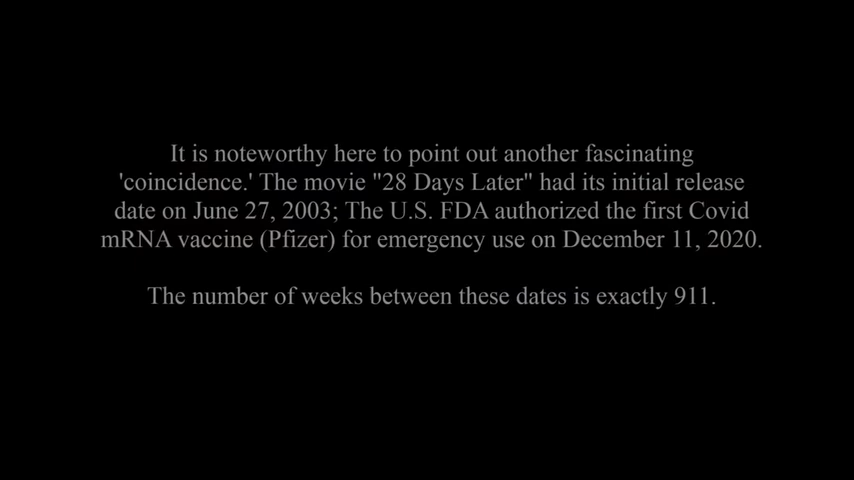 It is noteworthy here to point out another fascinating
'coincidence.' The movie "28 Days Later" had its initial release
date on June 27, 2003; The U.S. FDA authorized the first Covid
mRNA vaccine (Pfizer) for emergency use on December 11, 2020.
The number of weeks between these dates is exactly 911.